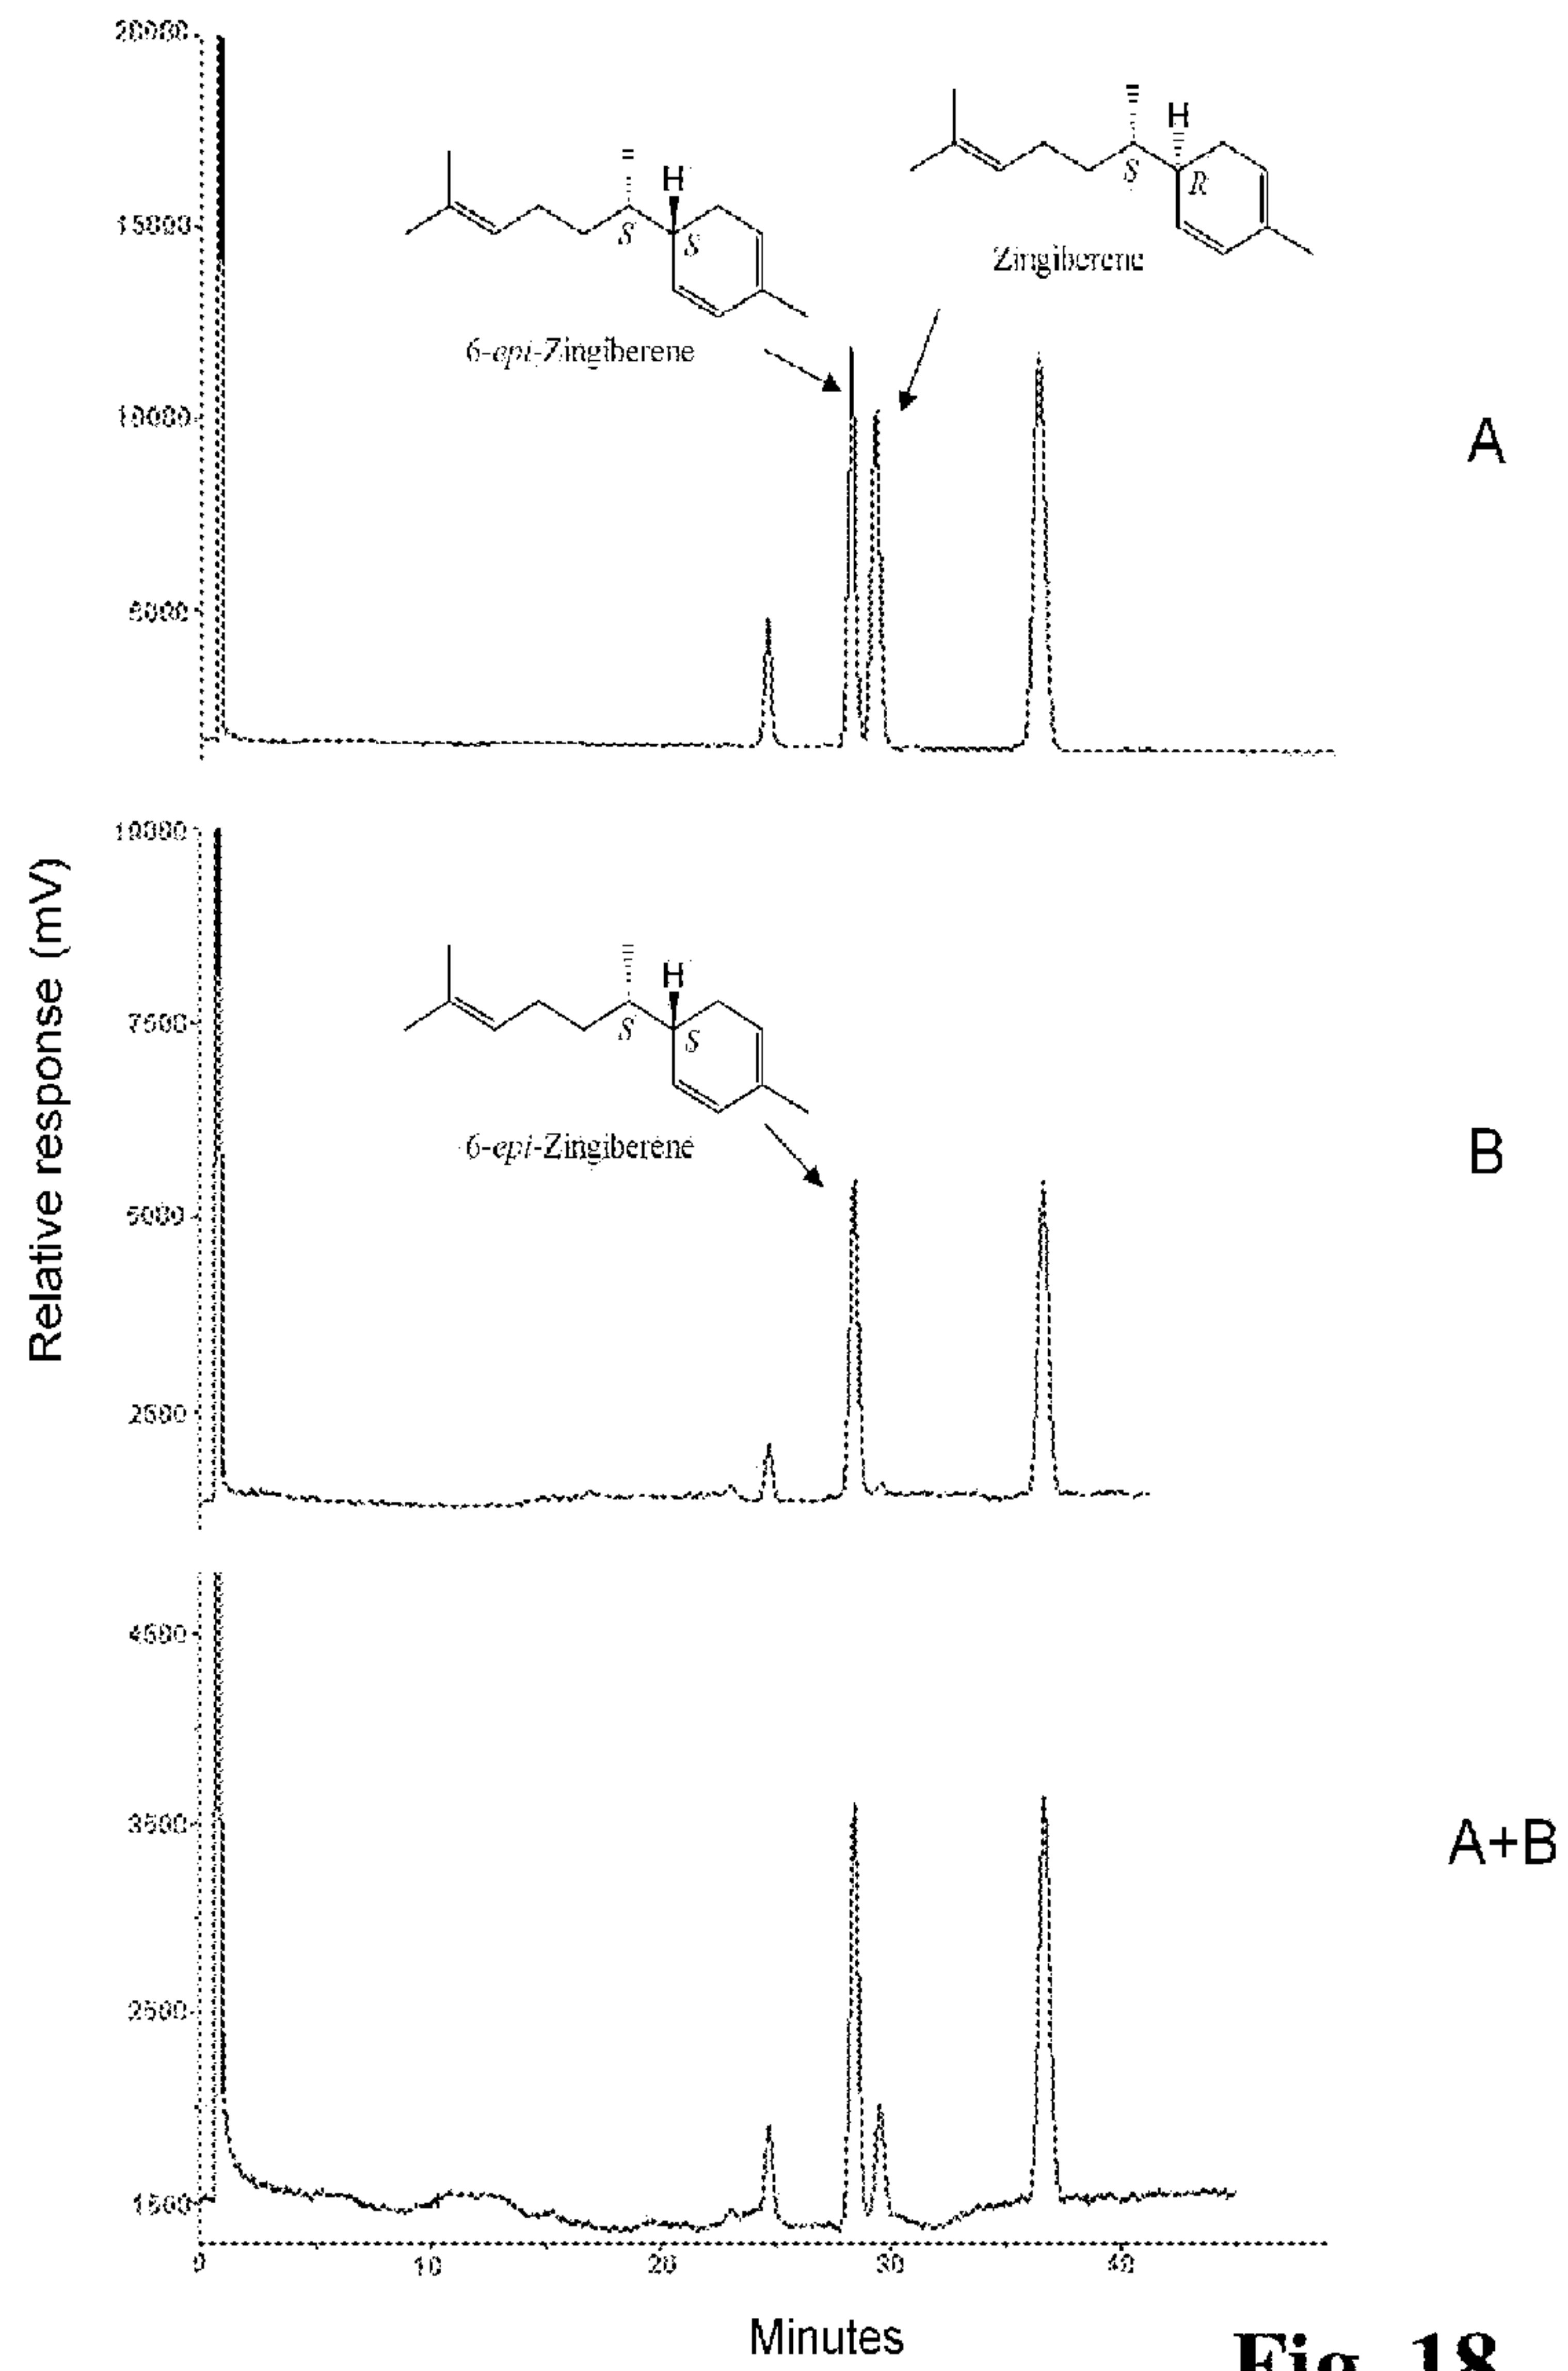 20000
H
H
S
R
15000
S
S
Zingiberene
6-epi-Zingiberene
10000
A
5000
10000
Relative response (mV)
H
7500
S
S
B
6-epi-Zingiberene
5000
2500
4500
3500
A+B
2500
1500
0 10 20 30 40
Minutes
Fig. 18